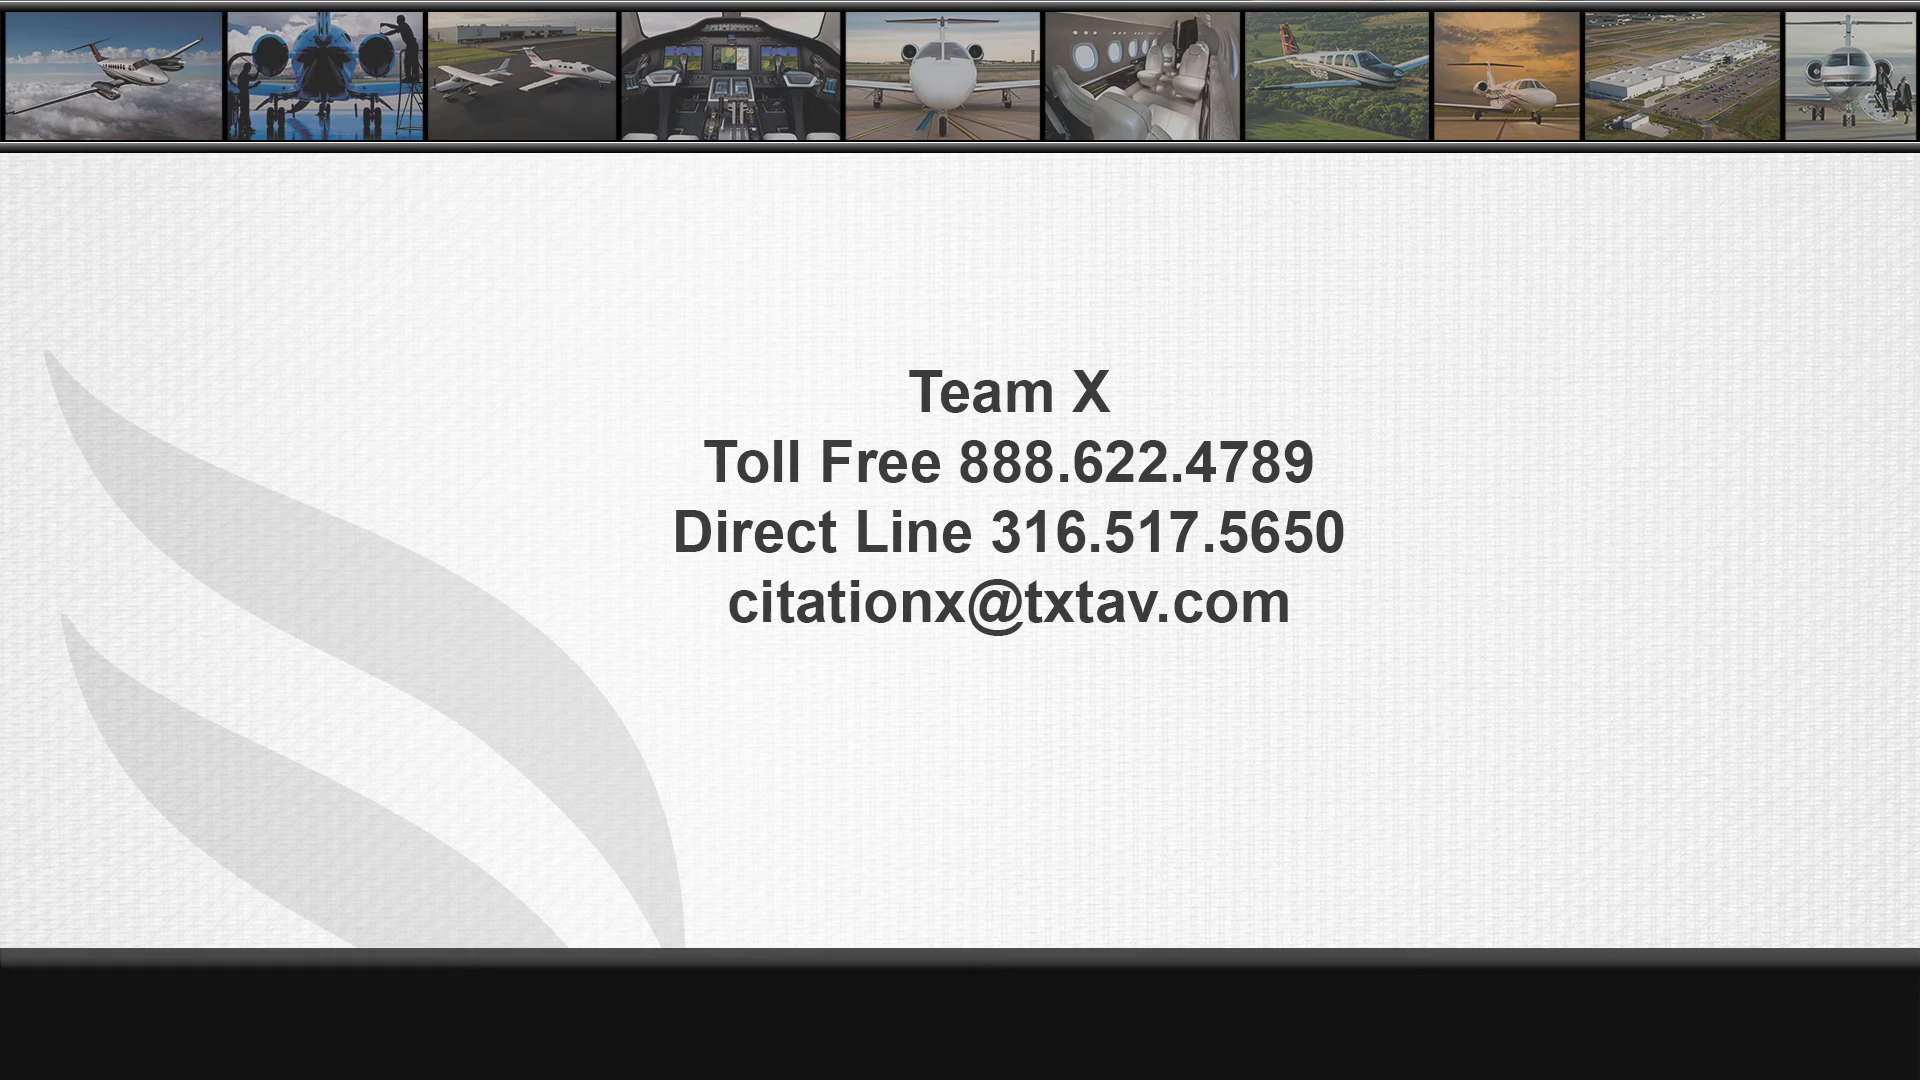 Team X
Toll Free 888.622.4789
Direct Line 316.517.5650
citationx@txtav.com